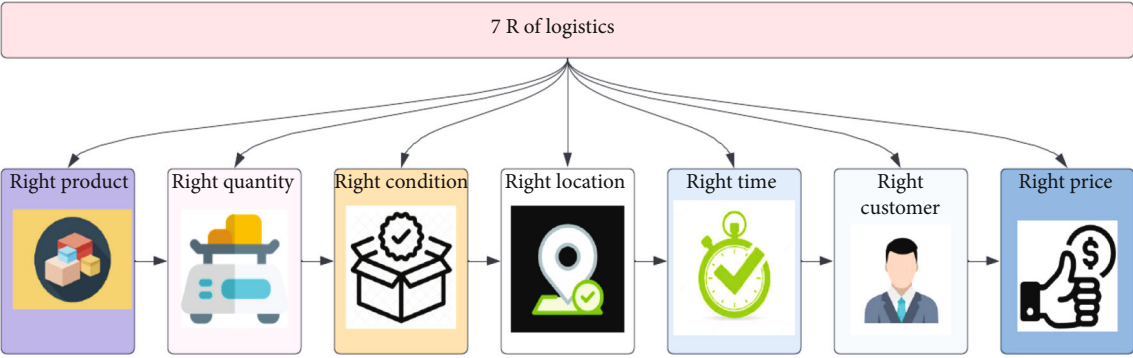 7 R of logistics
Right product
Right quantity
Right condition
Right location
Right time
Right
customer
Right price
$